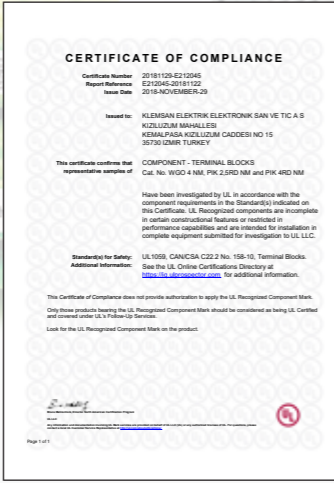 CERTIFICATE OF COMPLIANCE
Certificate Number 20181129-E212045
Report Reference E212045-20181122
Issue Date 2018-NOVEMBER-29
Issued to: KLEMSAN ELEKTRIK ELEKTRONIK SAN VE TIC A S
KIZILUZUM MAHALLESI
KEMALPASA KIZILUZUM CADDESI NO 15
35730 IZMIR TURKEY
This certificate confirms that COMPONENT - TERMINAL BLOCKS
representative samples of Cat. No. WGO 4 NM, PIK 2,5RD NM and PIK 4RD NM
Have been investigated by UL in accordance with the
component requirements in the Standard(s) indicated on
this Certificate. UL Recognized components are incomplete
in certain constructional features or restricted in
performance capabilities and are intended for installation in
complete equipment submitted for investigation to UL LLC.
Standard(s) for Safety: UL1059, CAN/CSA C22.2 No. 158-10, Terminal Blocks.
Additional Information: See the UL Online Certifications Directory at
https://iq.ulprospector.com for additional information.
This Certificate of Compliance does not provide authorization to apply the UL Recognized Component Mark.
Only those products bearing the UL Recognized Component Mark should be considered as being UL Certified
and covered under UL's Follow-Up Services.
Look for the UL Recognized Component Mark on the product.
UL
Page 1 of 1